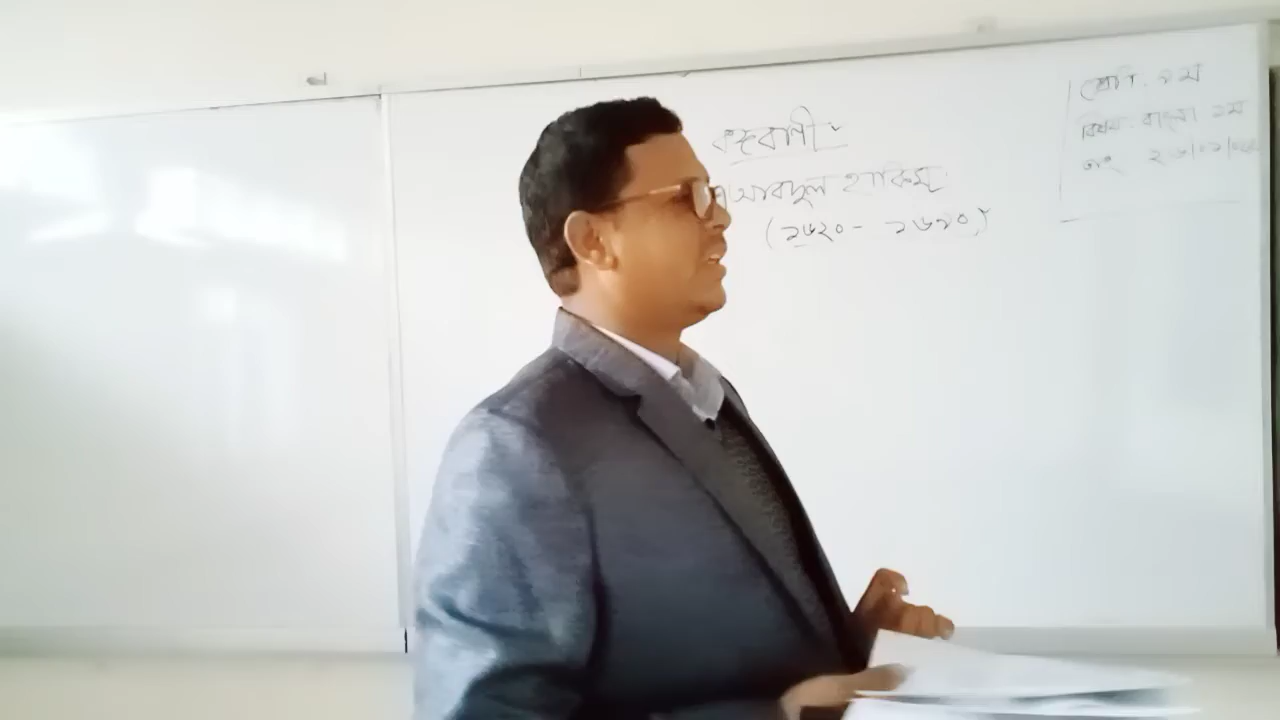 বঙ্গবাণী
আবদুল হাকিম
(১৬২০ - ১৬৯০)
শ্রেণি: ৯ম
বিষয়: বাংলা ১ম